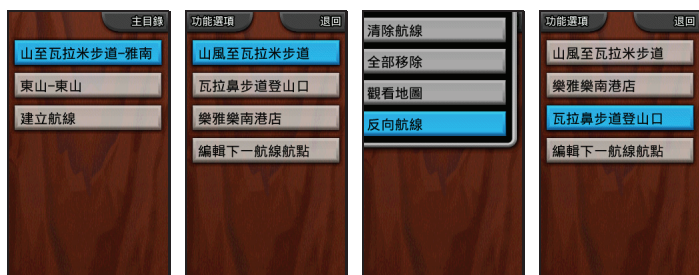 主目錄
山至瓦拉米步道-雅南
東山-東山
建立航線
功能選項
退回
山風至瓦拉米步道
瓦拉鼻步道登山口
樂雅樂南港店
編輯下一航線航點
清除航線
全部移除
觀看地圖
反向航線
功能選項
退回
山風至瓦拉米步道
樂雅樂南港店
瓦拉鼻步道登山口
編輯下一航線航點